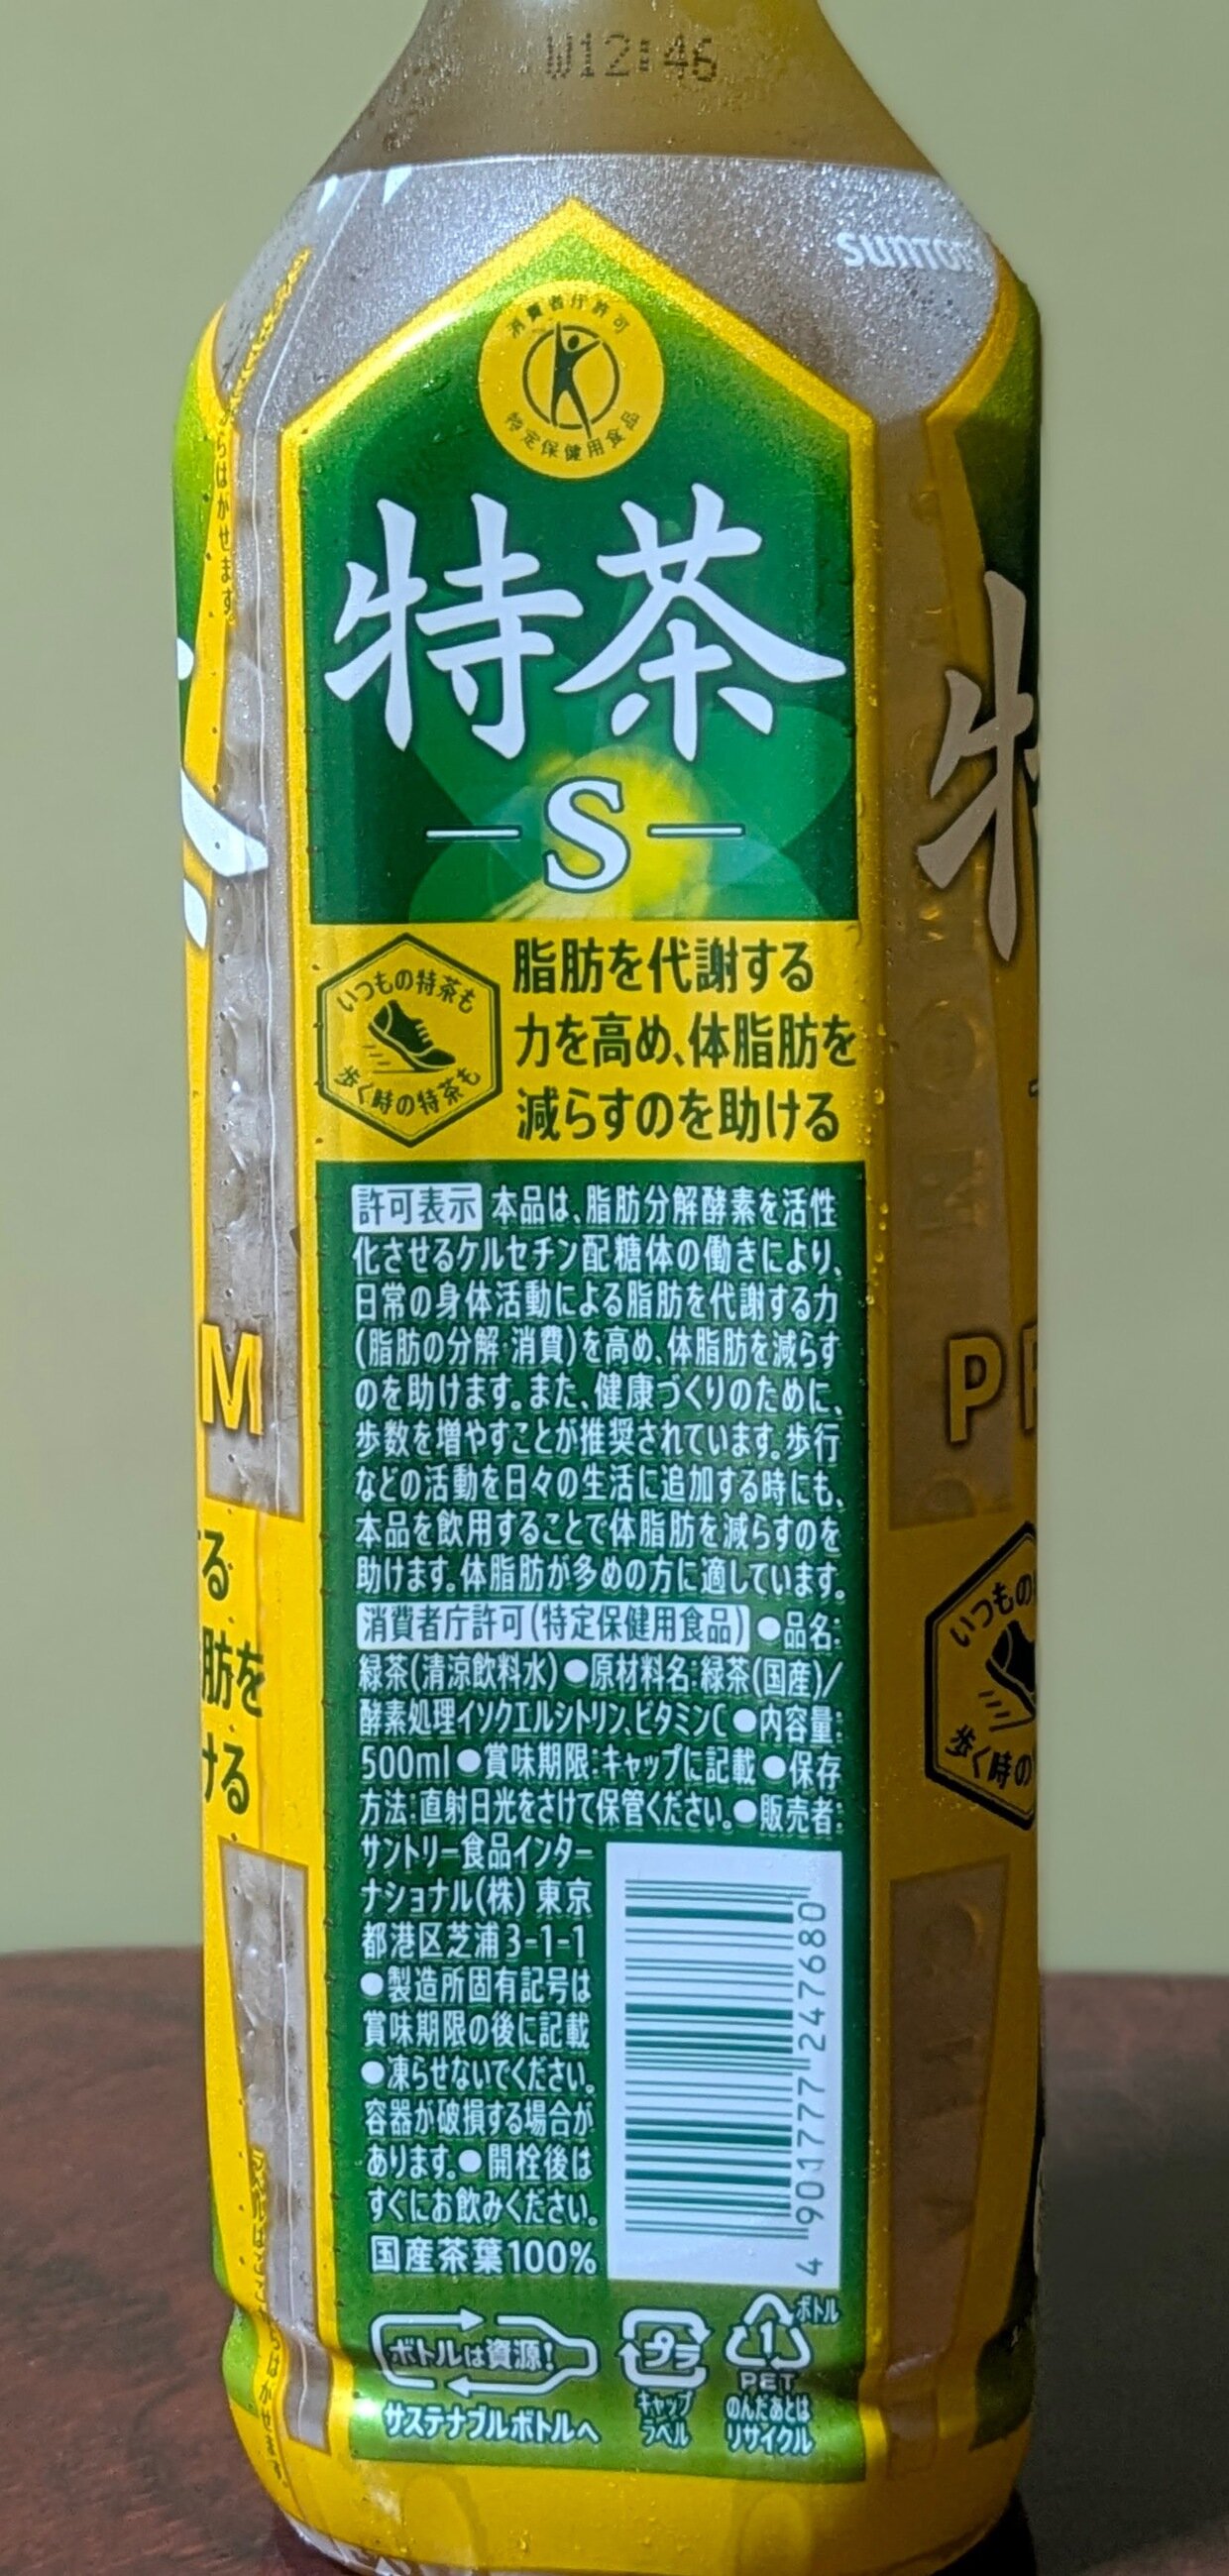 W12:46
SUNTORY
消費者庁許可
特定保健用食品
特茶
S
いつもの特茶も
歩く時の特茶も
脂肪を代謝する
力を高め、体脂肪を
減らすのを助ける
許可表示 本品は、脂肪分解酵素を活性
化させるケルセチン配糖体の働きにより、
日常の身体活動による脂肪を代謝する力
(脂肪の分解・消費)を高め、体脂肪を減らす
のを助けます。また、健康づくりのために、
歩数を増やすことが推奨されています。歩行
などの活動を日々の生活に追加する時にも、
本品を飲用することで体脂肪を減らすのを
助けます。体脂肪が多めの方に適しています。
消費者庁許可(特定保健用食品) ●品名:
緑茶(清涼飲料水)●原材料名:緑茶(国産)/
酵素処理イソクエルシトリン、ビタミンC●内容量:
500ml●賞味期限:キャップに記載●保存
方法:直射日光をさけて保管ください。●販売者:
サントリー食品インター
ナショナル(株) 東京
都港区芝浦3-1-1
●製造所固有記号は
賞味期限の後に記載
●凍らせないでください。
容器が破損する場合が
あります。●開栓後は
すぐにお飲みください。
国産茶葉100%
4 901777 247680
ボトルは資源!
サステナブルボトルへ
プラ
キャップ
ラベル
1
ボトル
PET
のんだあとは
リサイクル
らはがせます
M
る
肪を
ける
特
P
いつもの
歩く時の